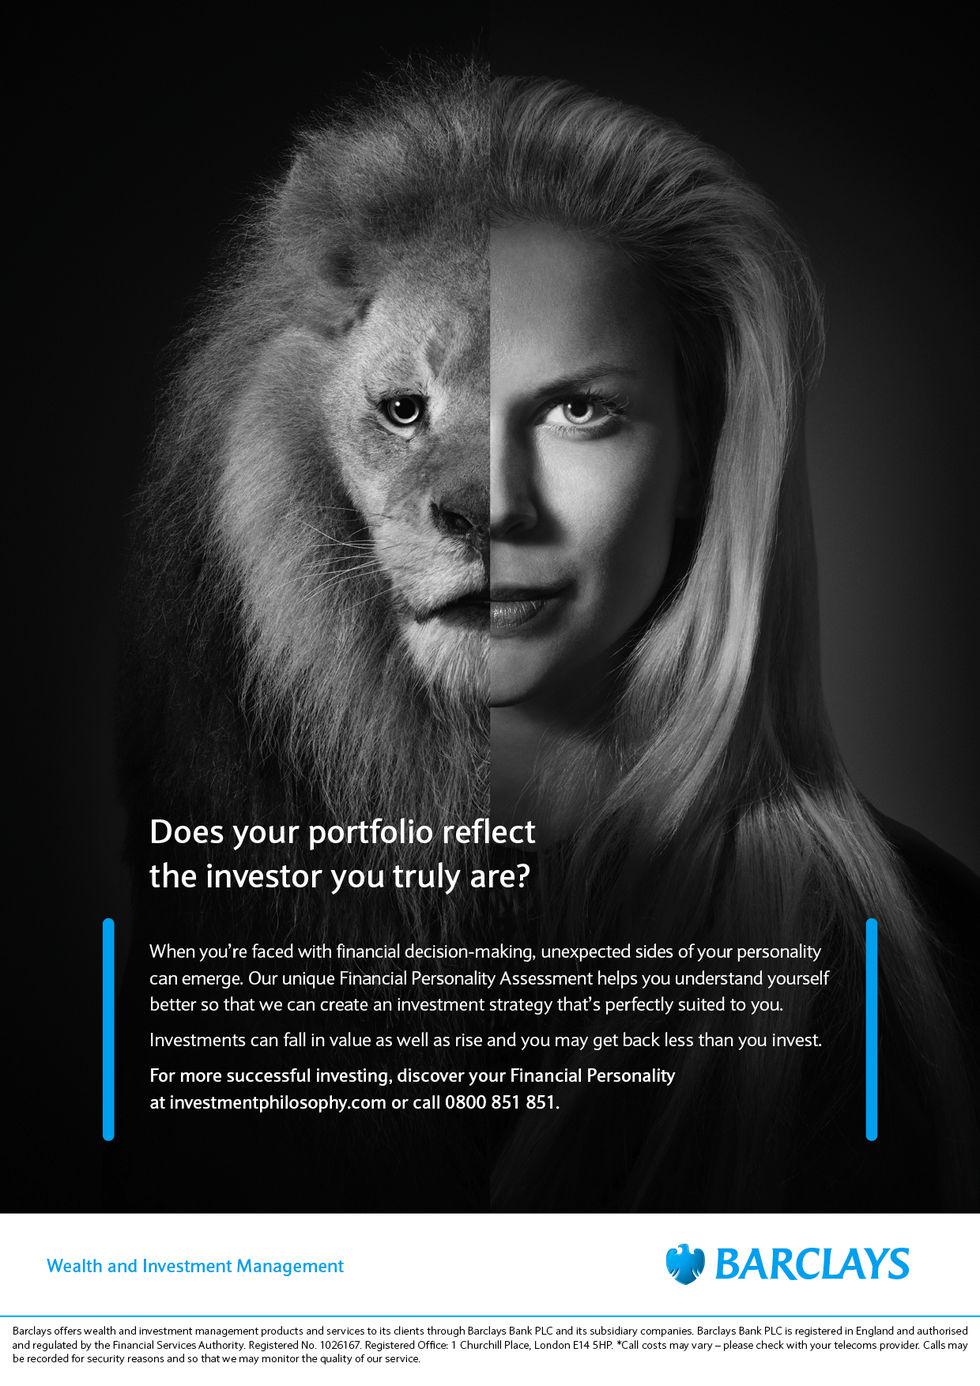 Does your portfolio reflect
the investor you truly are?
When you’re faced with financial decision-making, unexpected sides of your personality
can emerge. Our unique Financial Personality Assessment helps you understand yourself
better so that we can create an investment strategy that’s perfectly suited to you.
Investments can fall in value as well as rise and you may get back less than you invest.
For more successful investing, discover your Financial Personality
at investmentphilosophy.com or call 0800 851 851.
Wealth and Investment Management
BARCLAYS
Barclays offers wealth and investment management products and services to its clients through Barclays Bank PLC and its subsidiary companies. Barclays Bank PLC is registered in England and authorised
and regulated by the Financial Services Authority. Registered No. 1026167. Registered Office: 1 Churchill Place, London E14 5HP. *Call costs may vary – please check with your telecoms provider. Calls may
be recorded for security reasons and so that we may monitor the quality of our service.